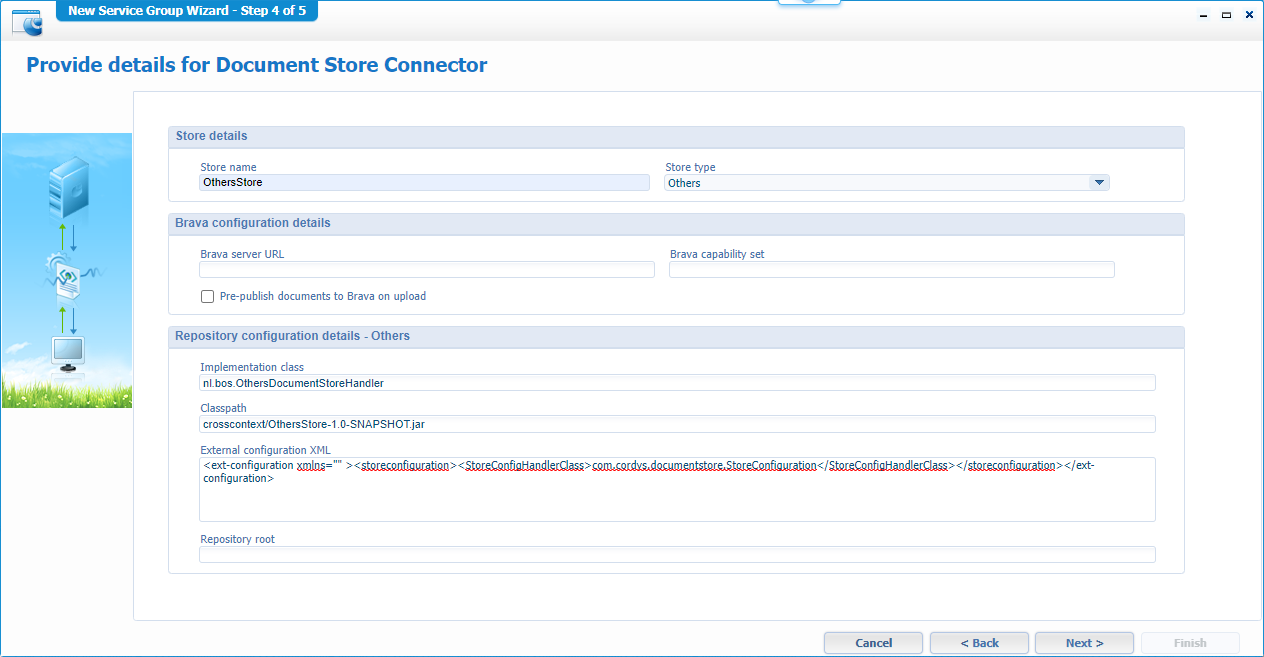 New Service Group Wizard - Step 4 of 5
Provide details for Document Store Connector
Store details
Store name
Store type
OthersStore
Others
Brava configuration details
Brava server URL
Brava capability set
Pre-publish documents to Brava on upload
Repository configuration details - Others
Implementation class
nl.bos.OthersDocumentStoreHandler
Classpath
crosscontext/OthersStore-1.0-SNAPSHOT.jar
External configuration XML
<ext-configuration xmlns="" ><storeconfiguration><StoreConfigHandlerClass>com.cordys.documentstore.StoreConfiguration</StoreConfigHandlerClass></storeconfiguration></ext-
configuration>
Repository root
Cancel
< Back
Next >
Finish